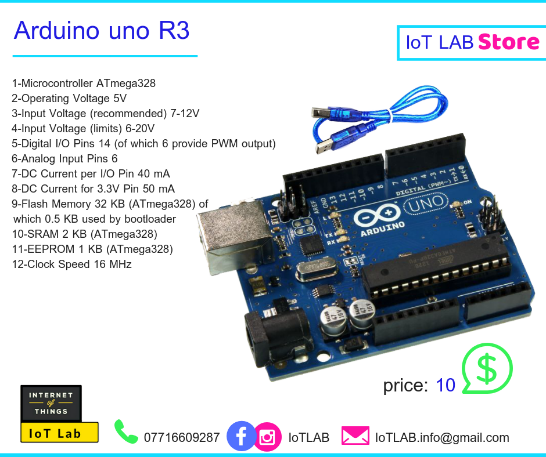 Arduino uno R3
IoT LAB Store
1-Microcontroller ATmega328
2-Operating Voltage 5V
3-Input Voltage (recommended) 7-12V
4-Input Voltage (limits) 6-20V
5-Digital I/O Pins 14 (of which 6 provide PWM output)
6-Analog Input Pins 6
7-DC Current per I/O Pin 40 mA
8-DC Current for 3.3V Pin 50 mA
9-Flash Memory 32 KB (ATmega328) of
which 0.5 KB used by bootloader
10-SRAM 2 KB (ATmega328)
11-EEPROM 1 KB (ATmega328)
12-Clock Speed 16 MHz
DIGITAL (PWM~)
UNO
ON
ARDUINO
TX
RX
price: 10
$
INTERNET
OF
THINGS
IoT Lab
07716609287
f
IoTLAB
IoTLAB.info@gmail.com